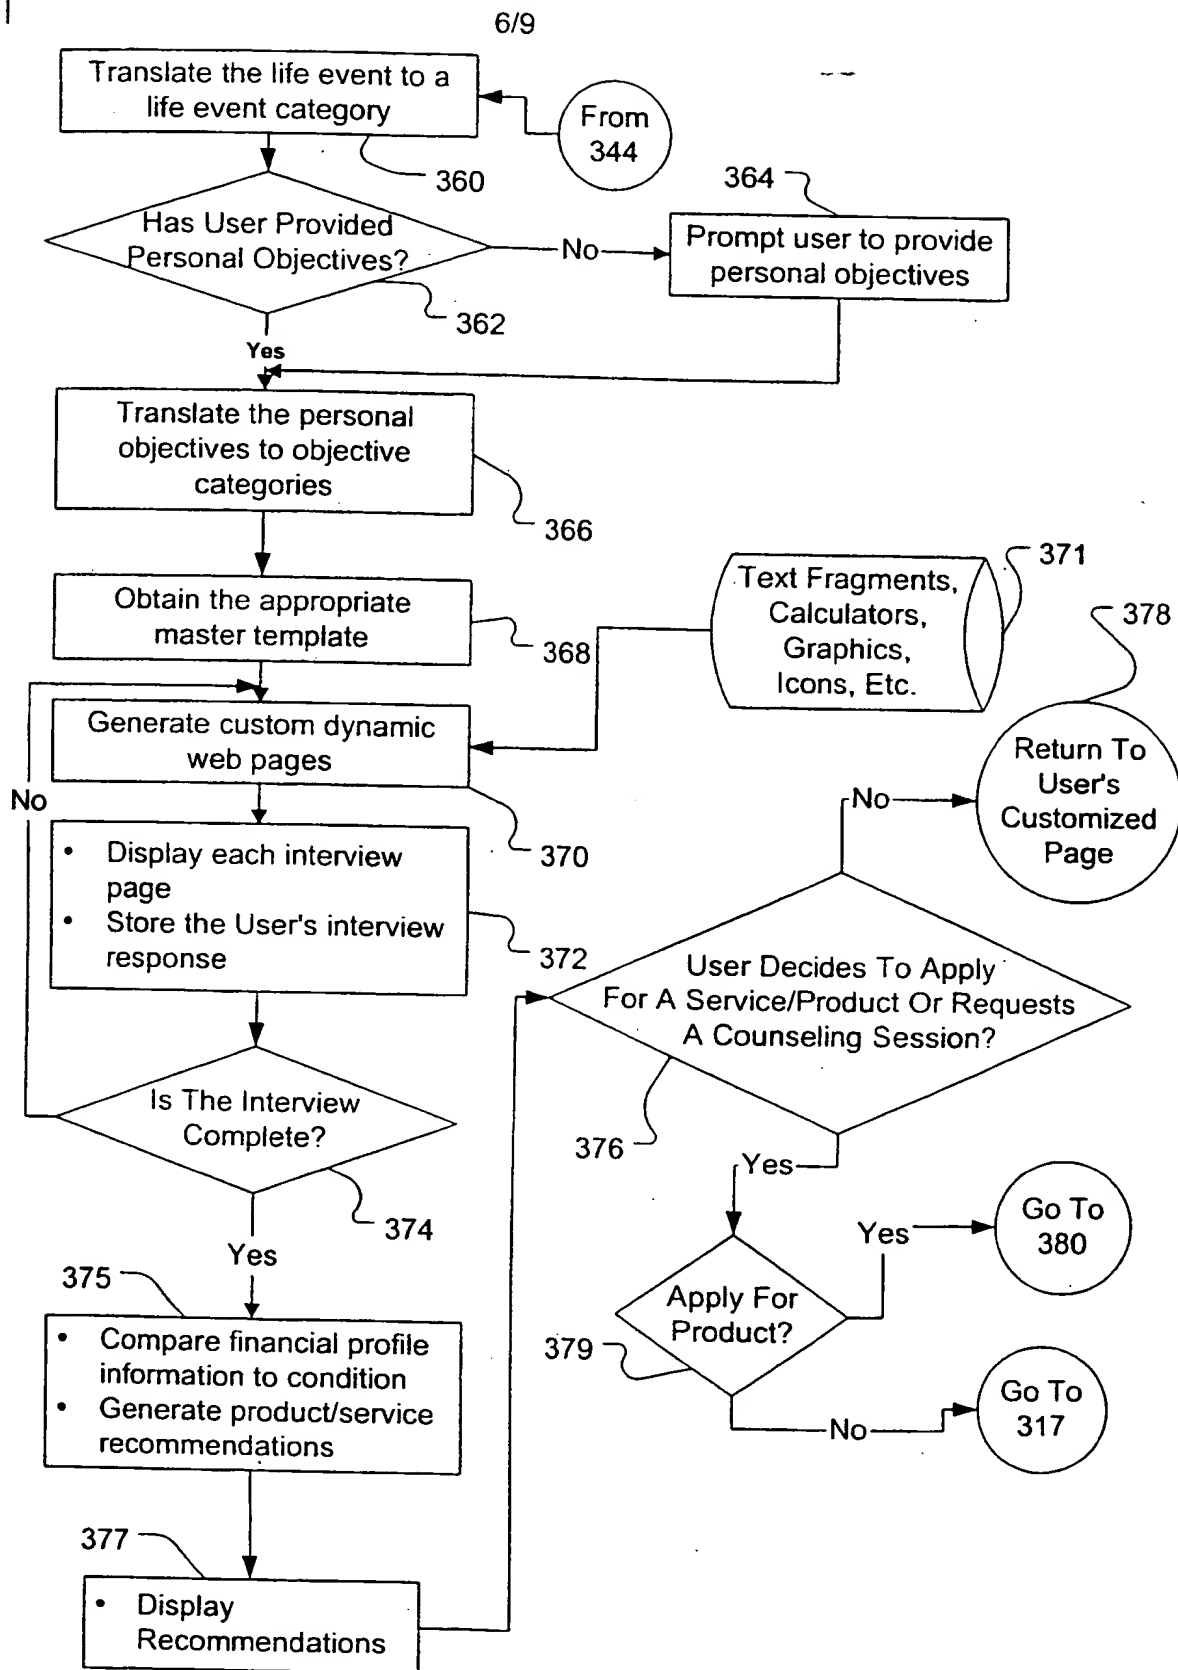 6/9
Translate the life event to a
life event category
From
344
360
364
Has User Provided
Personal Objectives?
No
Prompt user to provide
personal objectives
362
Yes
Translate the personal
objectives to objective
categories
366
Text Fragments,
Calculators,
Graphics,
Icons, Etc.
371
378
Obtain the appropriate
master template
368
Generate custom dynamic
web pages
Return To
User's
Customized
Page
No
No
370
• Display each interview
page
• Store the User's interview
response
372
User Decides To Apply
For A Service/Product Or Requests
A Counseling Session?
376
Is The Interview
Complete?
374
Yes
Yes
Go To
380
Yes
375
Apply For
Product?
379
• Compare financial profile
information to condition
• Generate product/service
recommendations
Go To
317
No
377
• Display
Recommendations